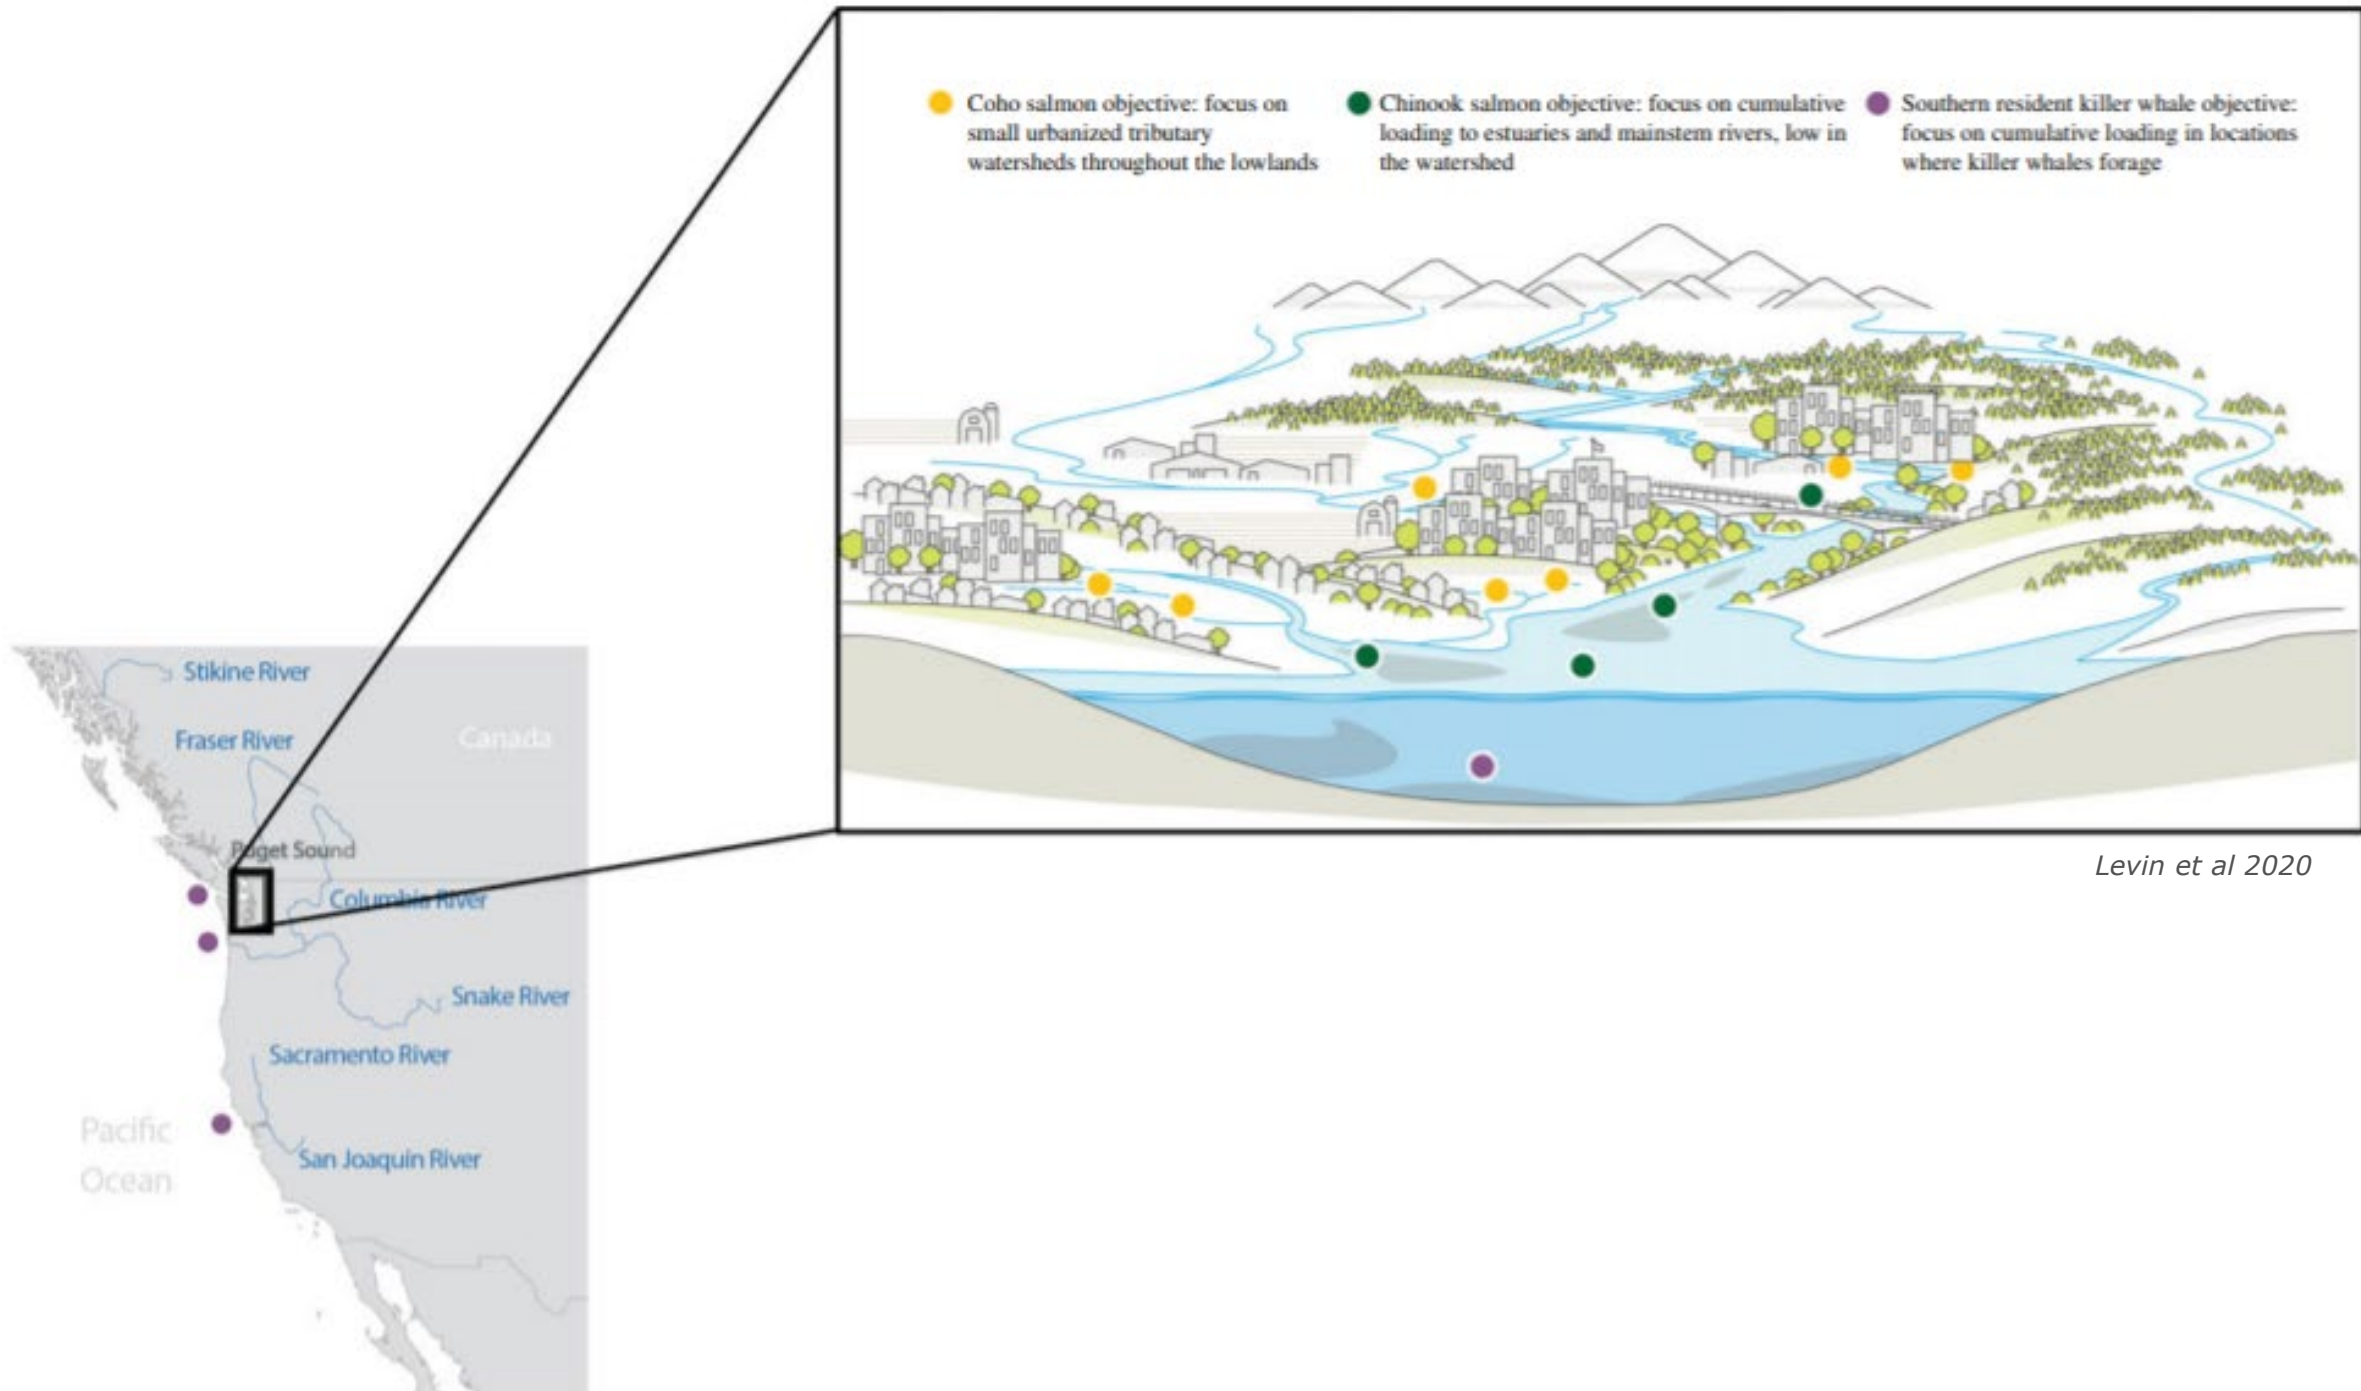 Coho salmon objective: focus on
small urbanized tributary
watersheds throughout the lowlands
Chinook salmon objective: focus on cumulative
loading to estuaries and mainstem rivers, low in
the watershed
Southern resident killer whale objective:
focus on cumulative loading in locations
where killer whales forage
Levin et al 2020
Stikine River
Fraser River
Canada
Puget Sound
Columbia River
Snake River
Sacramento River
Pacific
Ocean
San Joaquin River